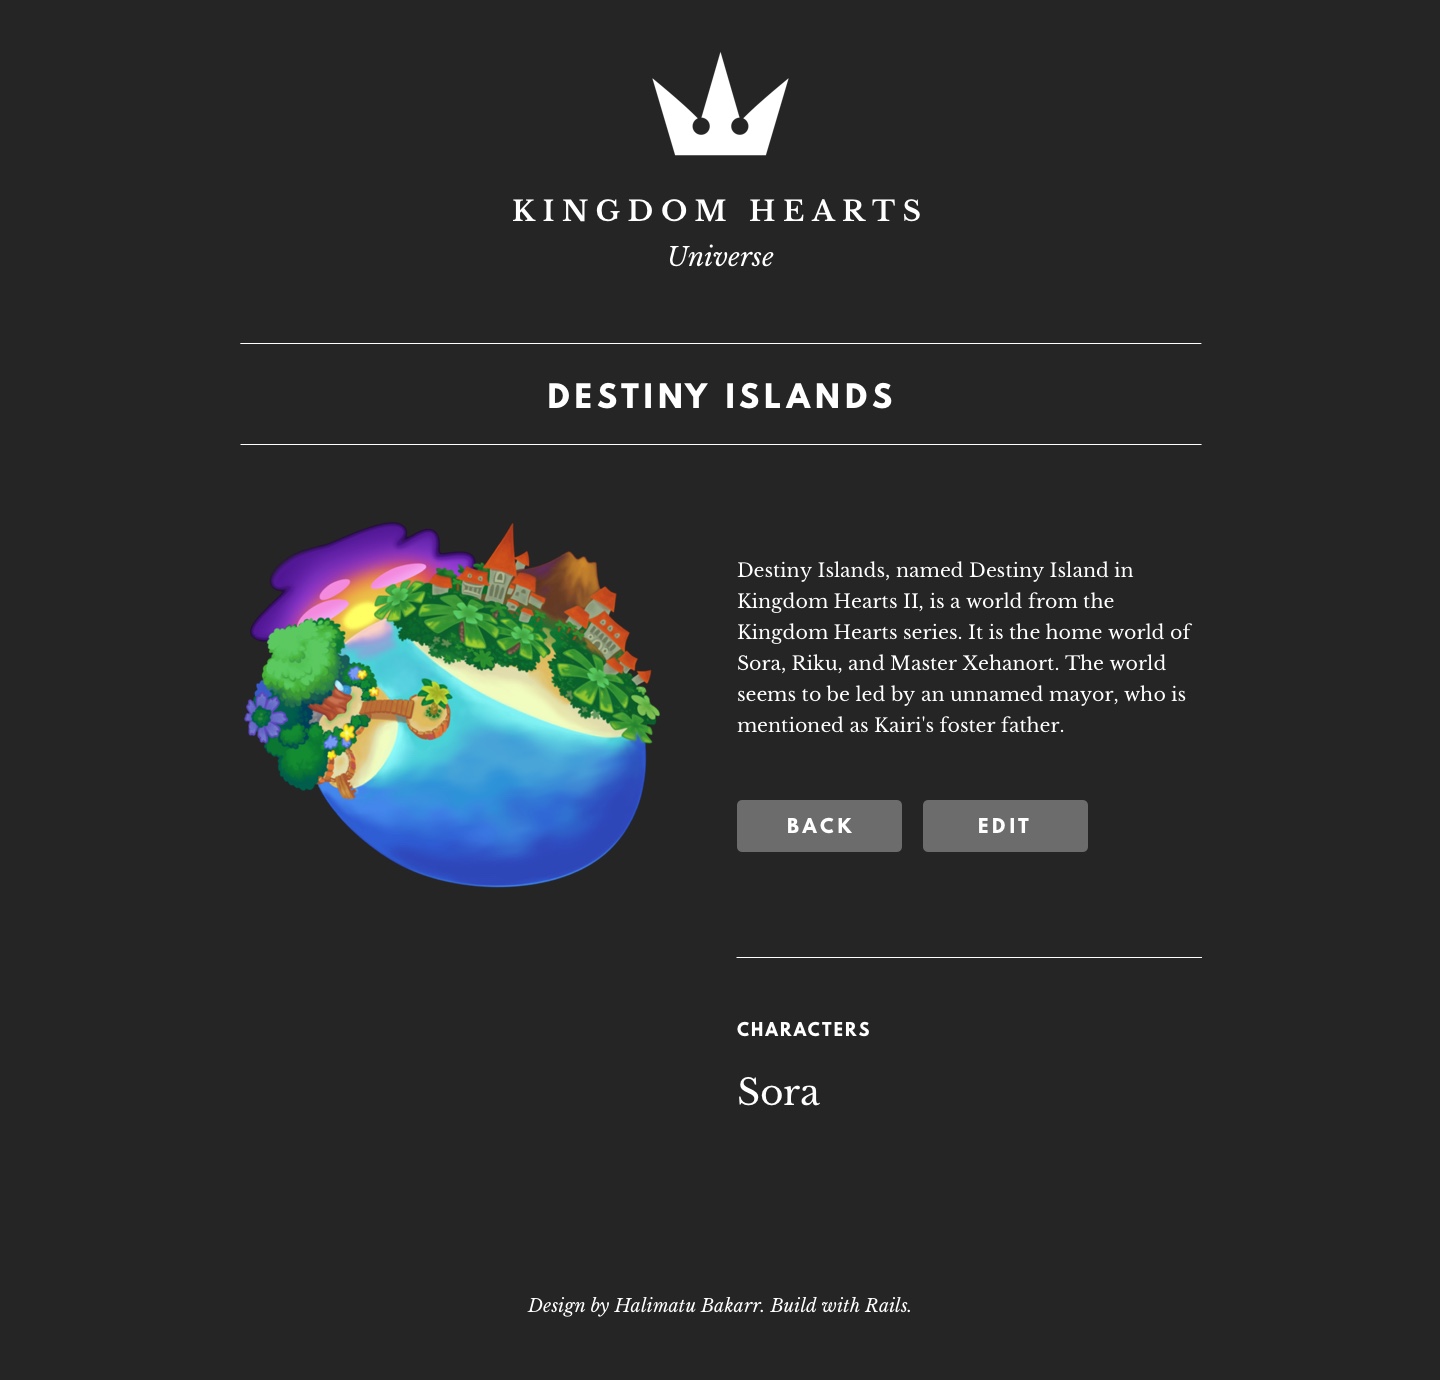 KINGDOM HEARTS
Universe
DESTINY ISLANDS
Destiny Islands, named Destiny Island in
Kingdom Hearts II, is a world from the
Kingdom Hearts series. It is the home world of
Sora, Riku, and Master Xehanort. The world
seems to be led by an unnamed mayor, who is
mentioned as Kairi's foster father.
BACK
EDIT
CHARACTERS
Sora
Design by Halimatu Bakarr. Build with Rails.